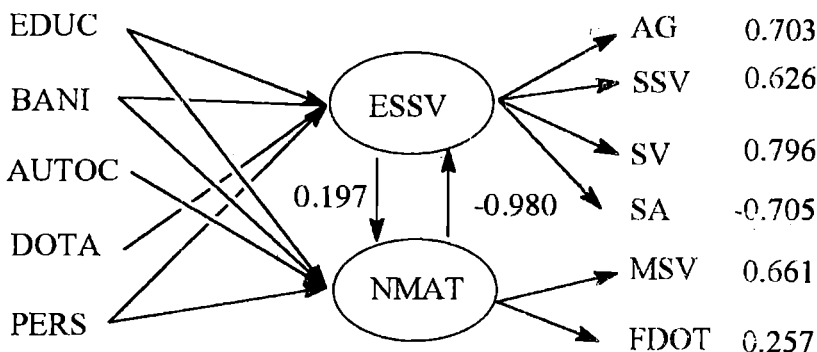 EDUC
BANI
AUTOC
DOTA
PERS
ESSV
0.197
-0.980
NMAT
AG 0.703
SSV 0.626
SV 0.796
SA -0.705
MSV 0.661
FDOT 0.257